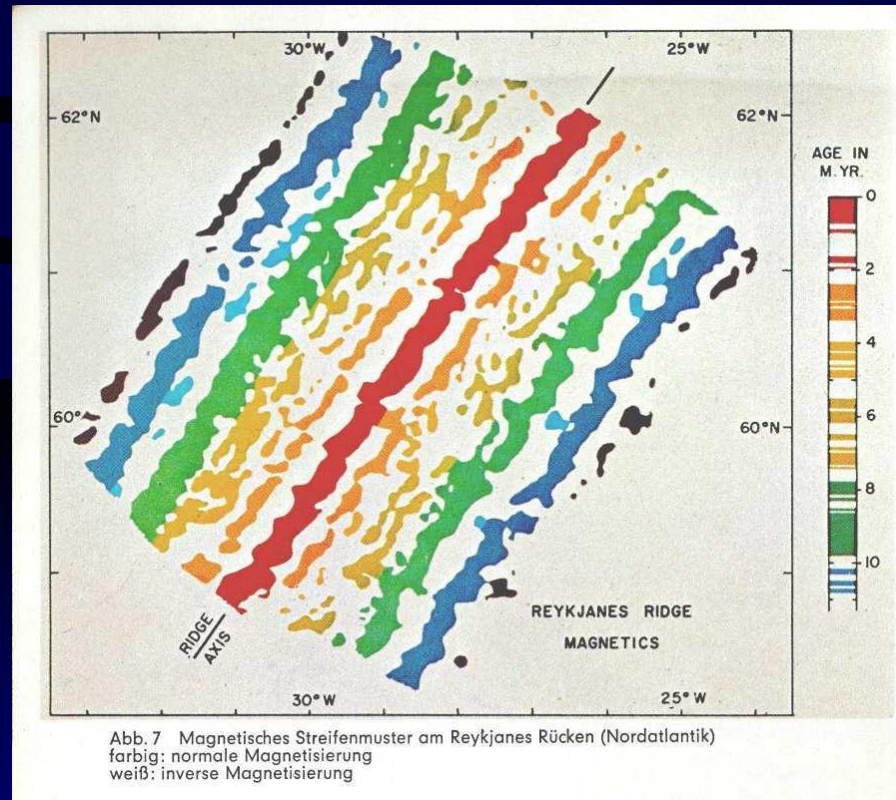 30°W
25°W
62°N
62°N
AGE IN
M. YR.
0
2
4
6
8
10
60°
60°N
RIDGE
AXIS
REYKJANES RIDGE
MAGNETICS
30°W
25°W
Abb. 7 Magnetisches Streifenmuster am Reykjanes Rücken (Nordatlantik)
farbig: normale Magnetisierung
weiß: inverse Magnetisierung